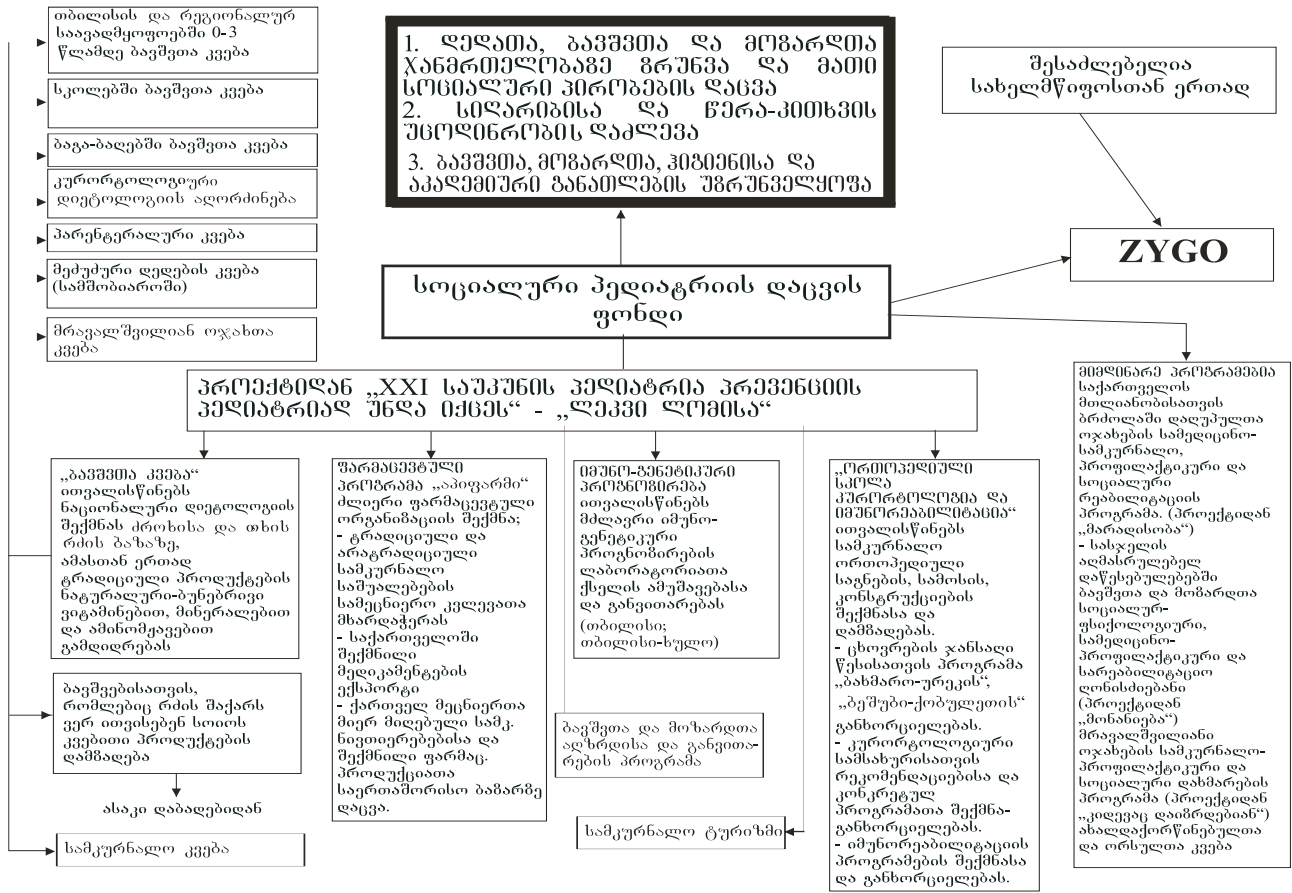 თბილისის და რეგიონალურ
საავადმყოფოებში 0-3
წლამდე ბავშვთა კვება
სკოლებში ბავშვთა კვება
ბაგა-ბაღებში ბავშვთა კვება
კურორტოლოგიური
დიეტოლოგიის აღორძინება
პარენტერალური კვება
მეძუძური დედების კვება
(სამშობიაროში)
მრავალშვილიან ოჯახთა
კვება
1. დედათა, ბავშვთა და მოზარდთა
ჯანმრთელობაზე ზრუნვა და მათი
სოციალური პირობების დაცვა
2. სიღარიბისა და წერა-კითხვის
უცოდინრობის დაძლევა
3. ბავშვთა, მოზარდთა, ჰიგიენისა და
აკადემიური განათლების უზრუნველყოფა
შესაძლებელია
სახელმწიფოსთან ერთად
ZYGO
სოციალური პედიატრიის დაცვის
ფონდი
პროექტიდან „XXI საუკუნის პედიატრია პრევენციის
პედიატრიად უნდა იქცეს“ - „ლეკვი ლომისა“
„ბავშვთა კვება“
ითვალისწინებს
ნაციონალური დიეტოლოგიის
შექმნას ძროხისა და თხის
რძის ბაზაზე,
ამასთან ერთად
ტრადიციული პროდუქტების
ნატურალური-ბუნებრივი
ვიტამინებით, მინერალებით
და ამინომჟავებით
გამდიდრებას
ბავშვებისათვის,
რომლებიც რძის შაქარს
ვერ ითვისებენ სოიოს
კვებითი პროდუქტების
დამზადება
ასაკი დაბადებიდან
სამკურნალო კვება
ფარმაცევტული
პროგრამა „აპიფარმი“
ძლიერი ფარმაცევტული
ორგანიზაციის შექმნა;
- ტრადიციული და
არატრადიციული
სამკურნალო
საშუალებების
სამეცნიერო კვლევათა
მხარდაჭერას
- საქართველოში
შექმნილი
მედიკამენტების
ექსპორტი
- ქართველ მეცნიერთა
მიერ მიღებული სამკ.
ნივთიერებებისა და
შექმნილი ფარმაც.
პროდუქციათა
საერთაშორისო ბაზარზე
დაცვა.
იმუნო-გენეტიკური
პროგნოზირება
ითვალისწინებს
მძლავრი იმუნო-
გენეტიკური
პროგნოზირების
ლაბორატორიათა
ქსელის ამუშავებასა
და განვითარებას
(თბილისი;
თბილისი-ხულო)
ბავშვთა და მოზარდთა
აღზრდისა და განვითა-
რების პროგრამა
სამკურნალო ტურიზმი
„ორთოპედიული
სკოლა
კურორტოლოგია და
იმუნორეაბილიტაცია“
ითვალისწინებს
სამკურნალო
ორთოპედიული
საგნების, სამოსის,
კონსტრუქციების
შექმნასა და
დამზადებას.
- ცხოვრების ჯანსაღი
წესისათვის პროგრამა
„ბახმარო-ურეკის“,
„ბეშუბი-ქობულეთის“
განხორციელებას.
- კურორტოლოგიური
სამსახურისათვის
რეკომენდაციებისა და
კონკრეტულ
პროგრამათა შექმნა-
განხორციელებას.
- იმუნორეაბილიტაციის
პროგრამების შექმნასა
და განხორციელებას.
მიმდინარე პროგრამებია
საქართველოს
მთლიანობისათვის
ბრძოლაში დაღუპულთა
ოჯახების სამედიცინო-
სამკურნალო,
პროფილაქტიკური და
სოციალური
რეაბილიტაციის
პროგრამა. (პროექტიდან
„მარადისობა“)
- სასჯელის
აღმასრულებელ
დაწესებულებებში
ბავშვთა და მოზარდთა
სოციალურ-
ფსიქოლოგიური,
სამედიცინო-
პროფილაქტიკური და
სარეაბილიტაციო
ღონისძიებანი
(პროექტიდან
„მონანიება“)
მრავალშვილიანი
ოჯახების სამკურნალო-
პროფილაქტიკური და
სოციალური დახმარების
პროგრამა (პროექტიდან
„კიდევაც დაიზრდებიან“)
ახალდაქორწინებულთა
და ორსულთა კვება